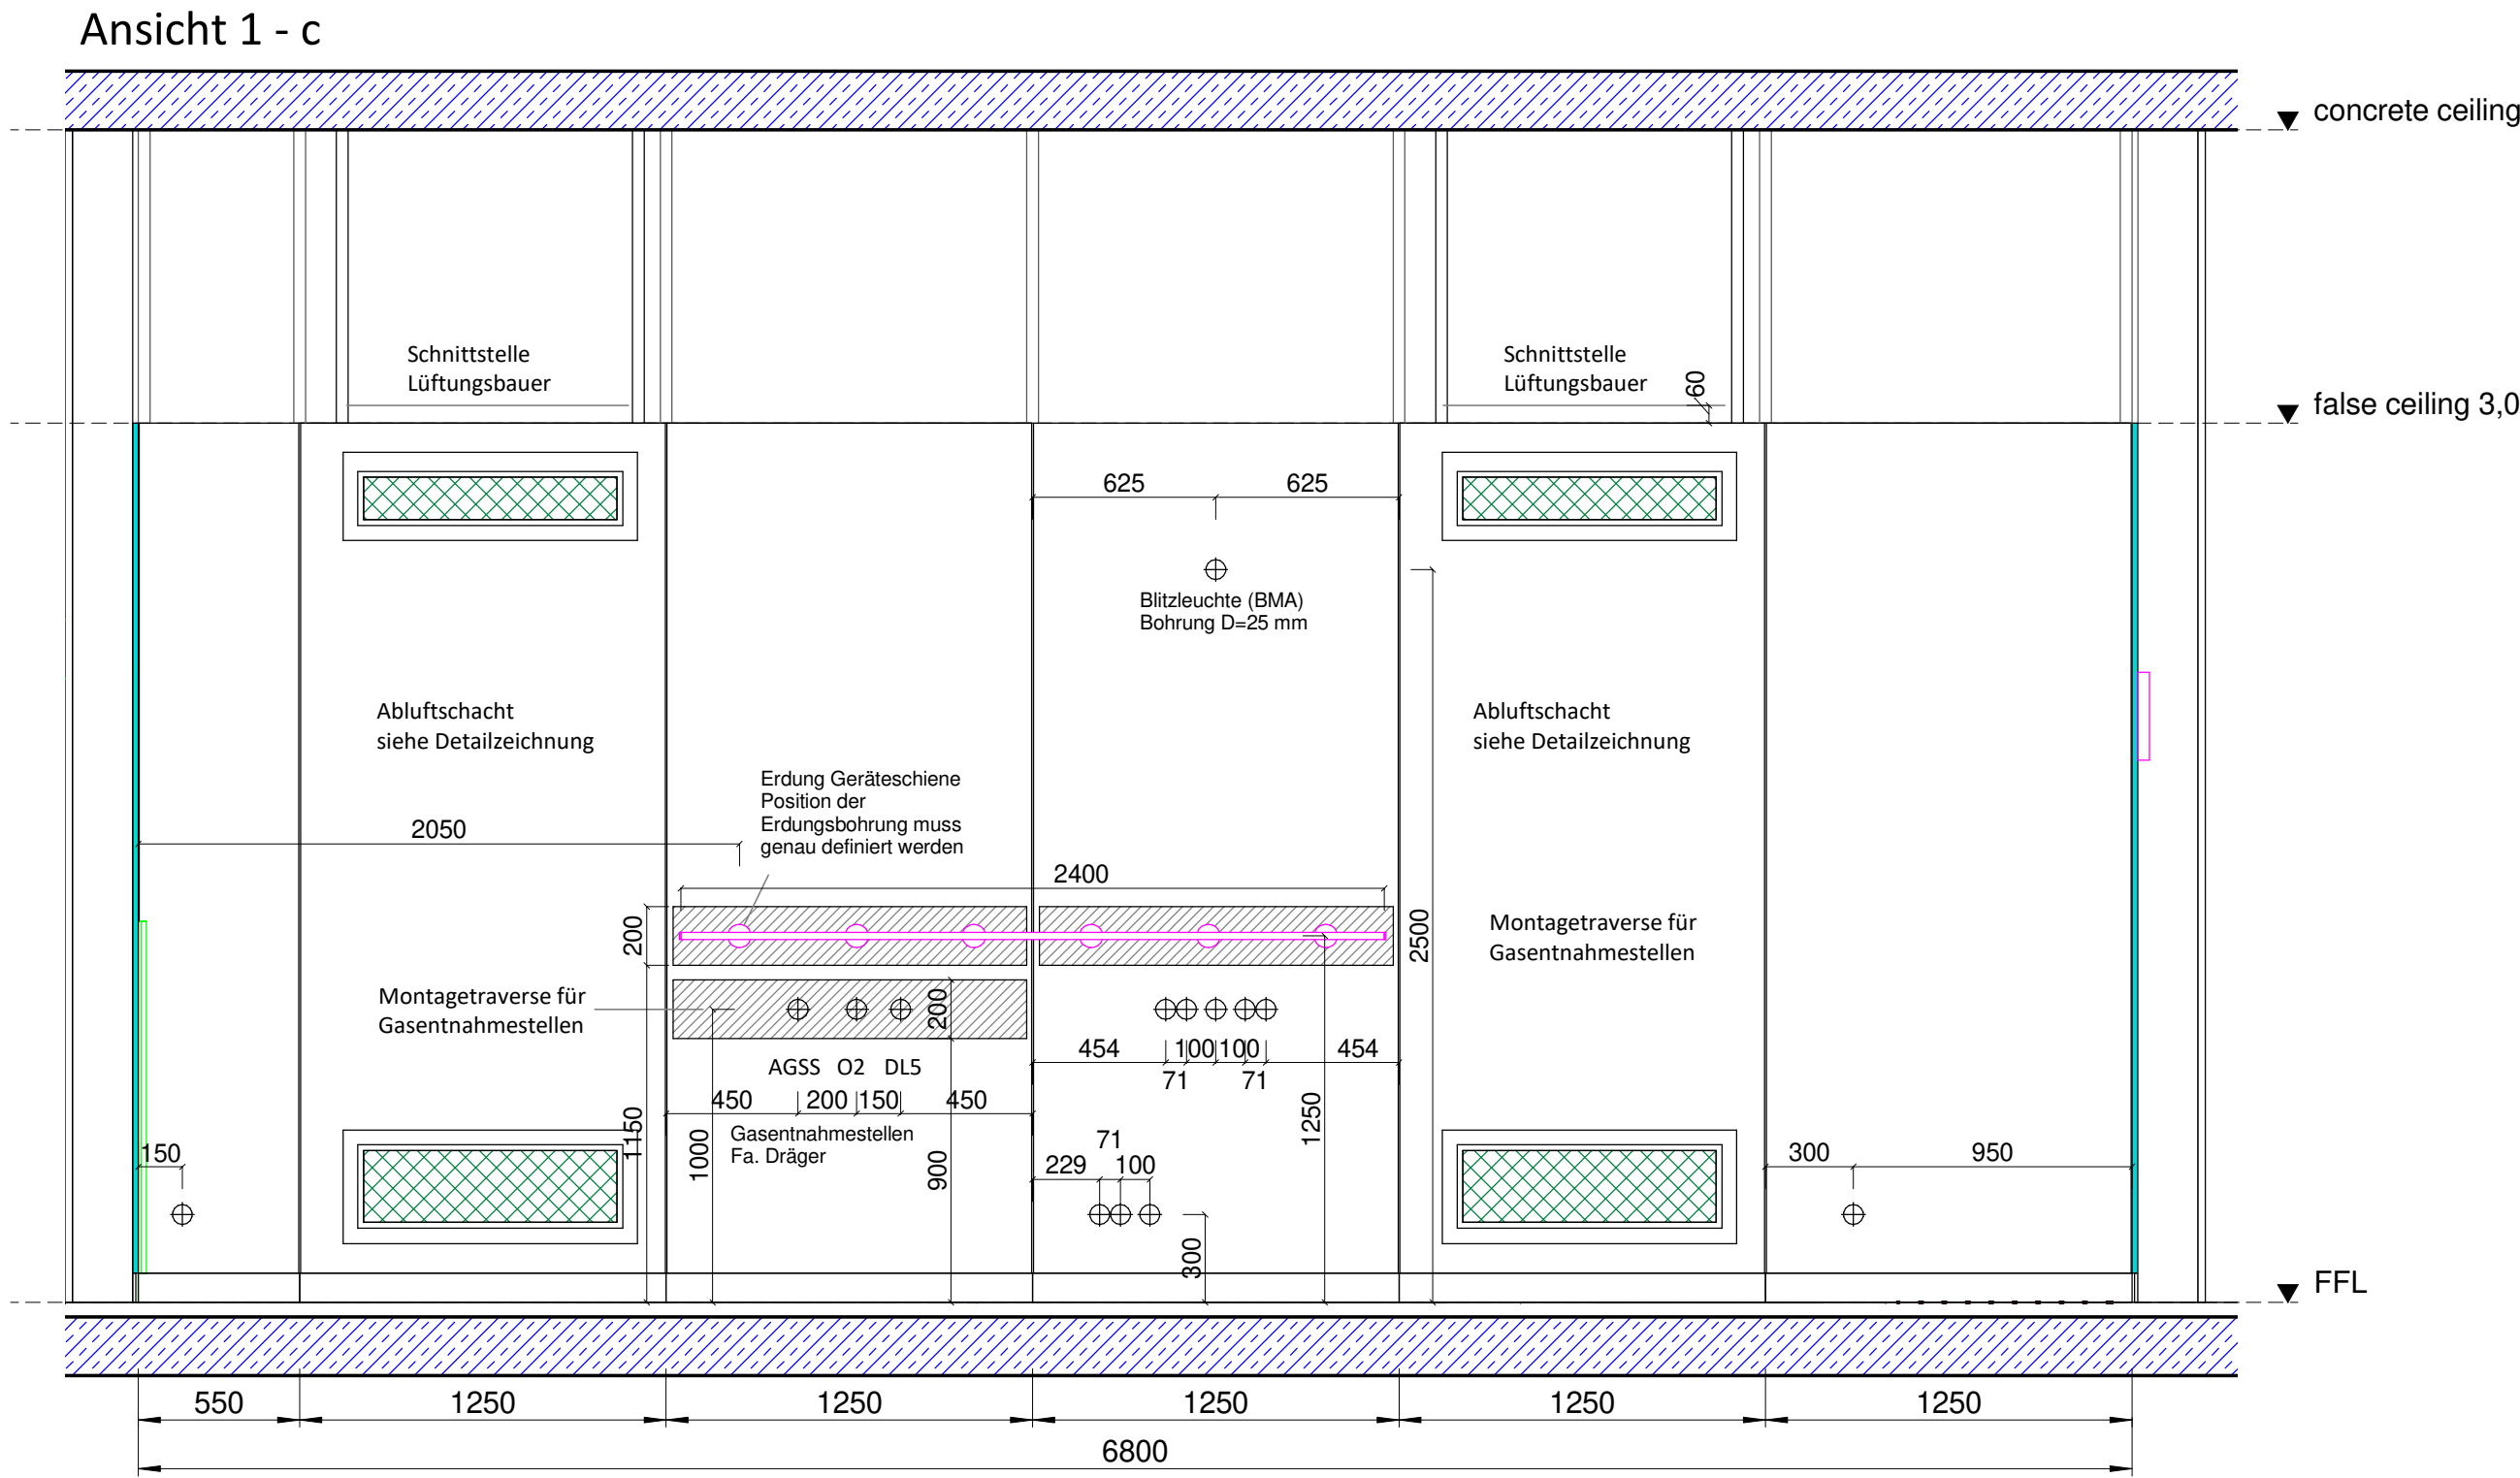 Ansicht 1 - c
concrete ceiling
Schnittstelle
Lüftungsbauer
Schnittstelle
Lüftungsbauer
60
false ceiling 3,0
625
625
Blitzleuchte (BMA)
Bohrung D=25 mm
Abluftschacht
siehe Detailzeichnung
Abluftschacht
siehe Detailzeichnung
Erdung Geräteschiene
Position der
Erdungsbohrung muss
genau definiert werden
2050
2400
200
2500
Montagetraverse für
Gasentnahmestellen
Montagetraverse für
Gasentnahmestellen
200
454
100
100
454
71
71
AGSS O2 DL5
450
200
150
450
1150
1000
Gasentnahmestellen
Fa. Dräger
900
1250
150
71
229
100
300
300
950
FFL
550
1250
1250
1250
1250
1250
6800